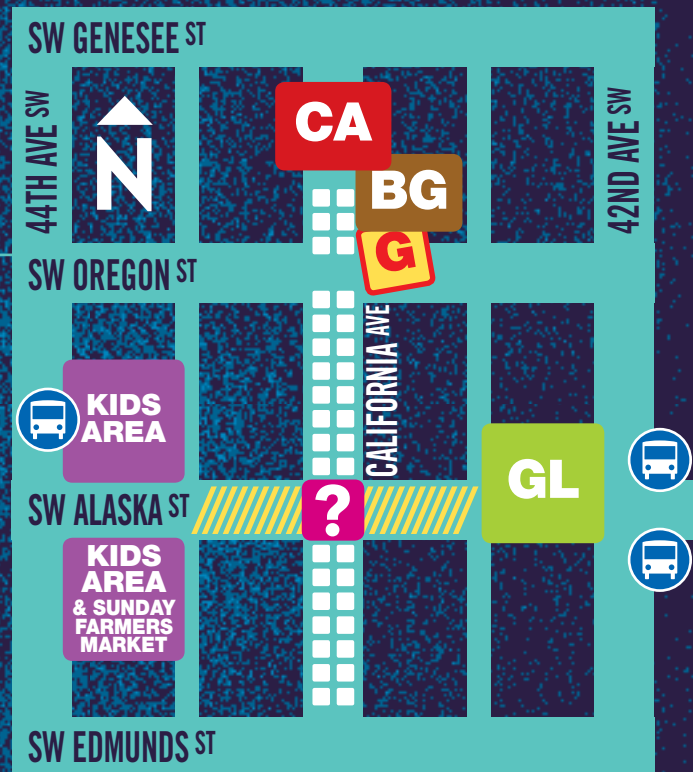 SW GENESEE ST
44TH AVE SW
N
CA
BG
42ND AVE SW
G
SW OREGON ST
CALIFORNIA AVE
KIDS
AREA
GL
SW ALASKA ST
?
KIDS
AREA
& SUNDAY
FARMERS
MARKET
SW EDMUNDS ST